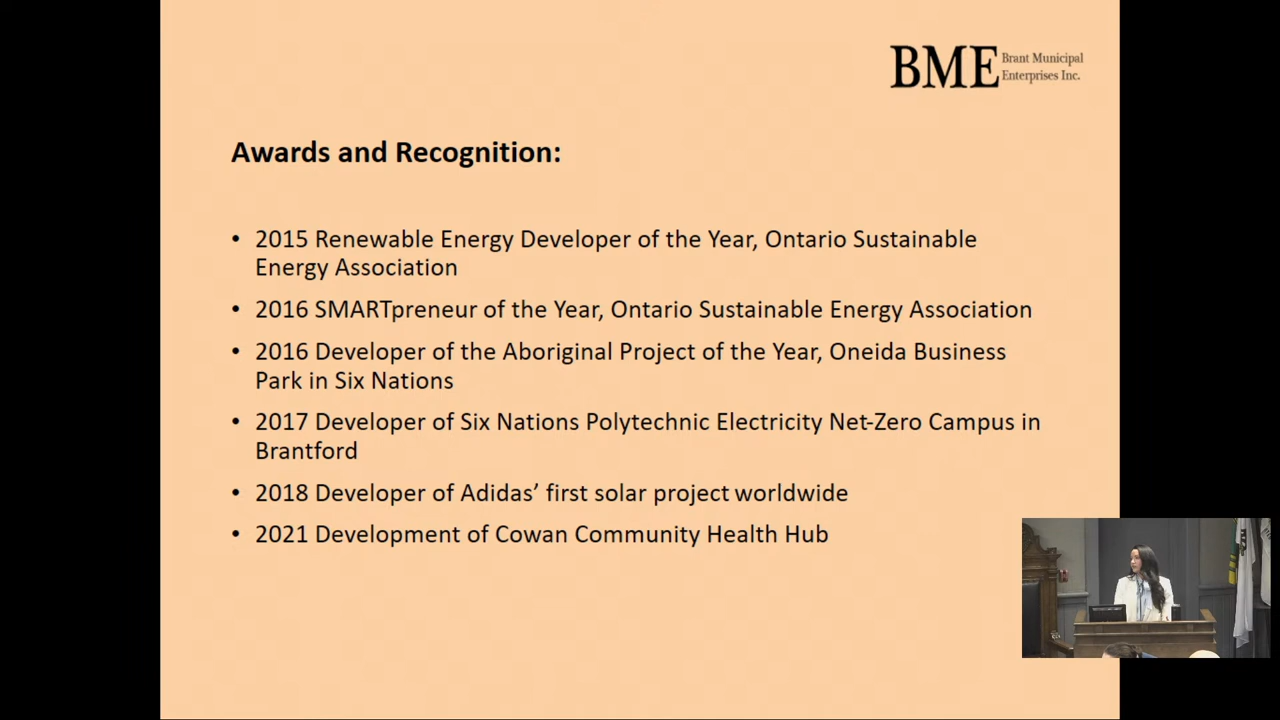 BME Brant Municipal
Enterprises Inc.
Awards and Recognition:
• 2015 Renewable Energy Developer of the Year, Ontario Sustainable
Energy Association
• 2016 SMARTpreneur of the Year, Ontario Sustainable Energy Association
• 2016 Developer of the Aboriginal Project of the Year, Oneida Business
Park in Six Nations
• 2017 Developer of Six Nations Polytechnic Electricity Net-Zero Campus in
Brantford
• 2018 Developer of Adidas’ first solar project worldwide
• 2021 Development of Cowan Community Health Hub